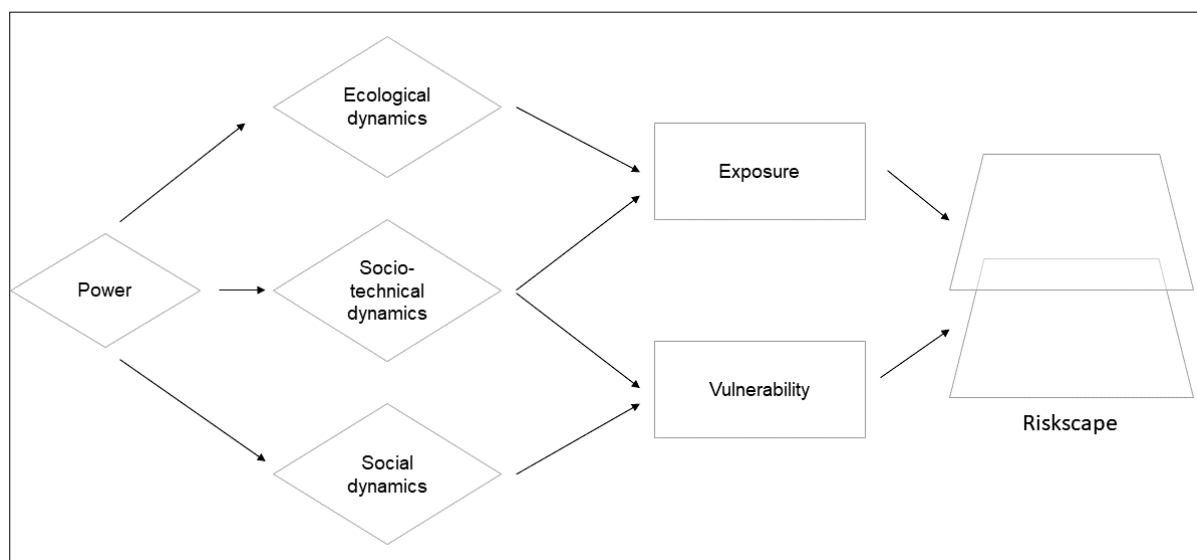 Ecological
dynamics
Exposure
Power
Socio-
technical
dynamics
Vulnerability
Riskscape
Social
dynamics